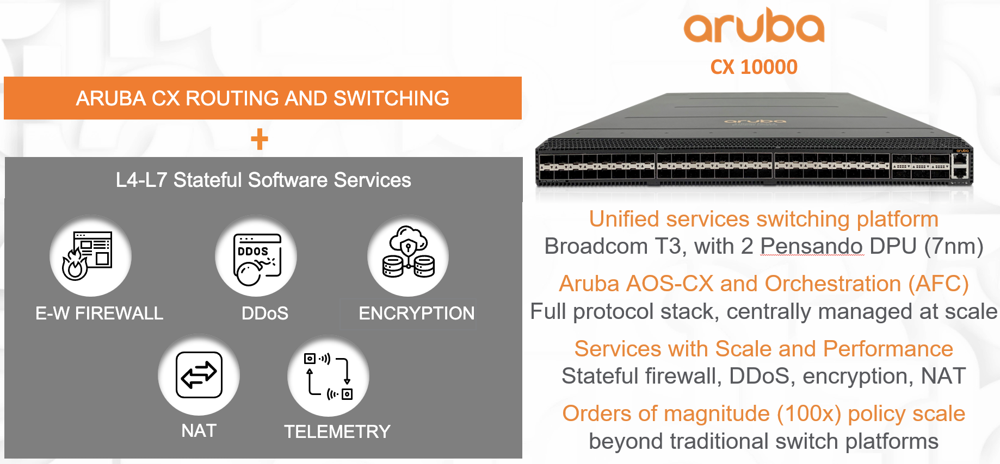 aruba
CX 10000
ARUBA CX ROUTING AND SWITCHING
+
L4-L7 Stateful Software Services
DDOS
E-W FIREWALL
DDoS
ENCRYPTION
NAT
TELEMETRY
aruba
aruba
Unified services switching platform
Broadcom T3, with 2 Pensando DPU (7nm)
Aruba AOS-CX and Orchestration (AFC)
Full protocol stack, centrally managed at scale
Services with Scale and Performance
Stateful firewall, DDoS, encryption, NAT
Orders of magnitude (100x) policy scale
beyond traditional switch platforms